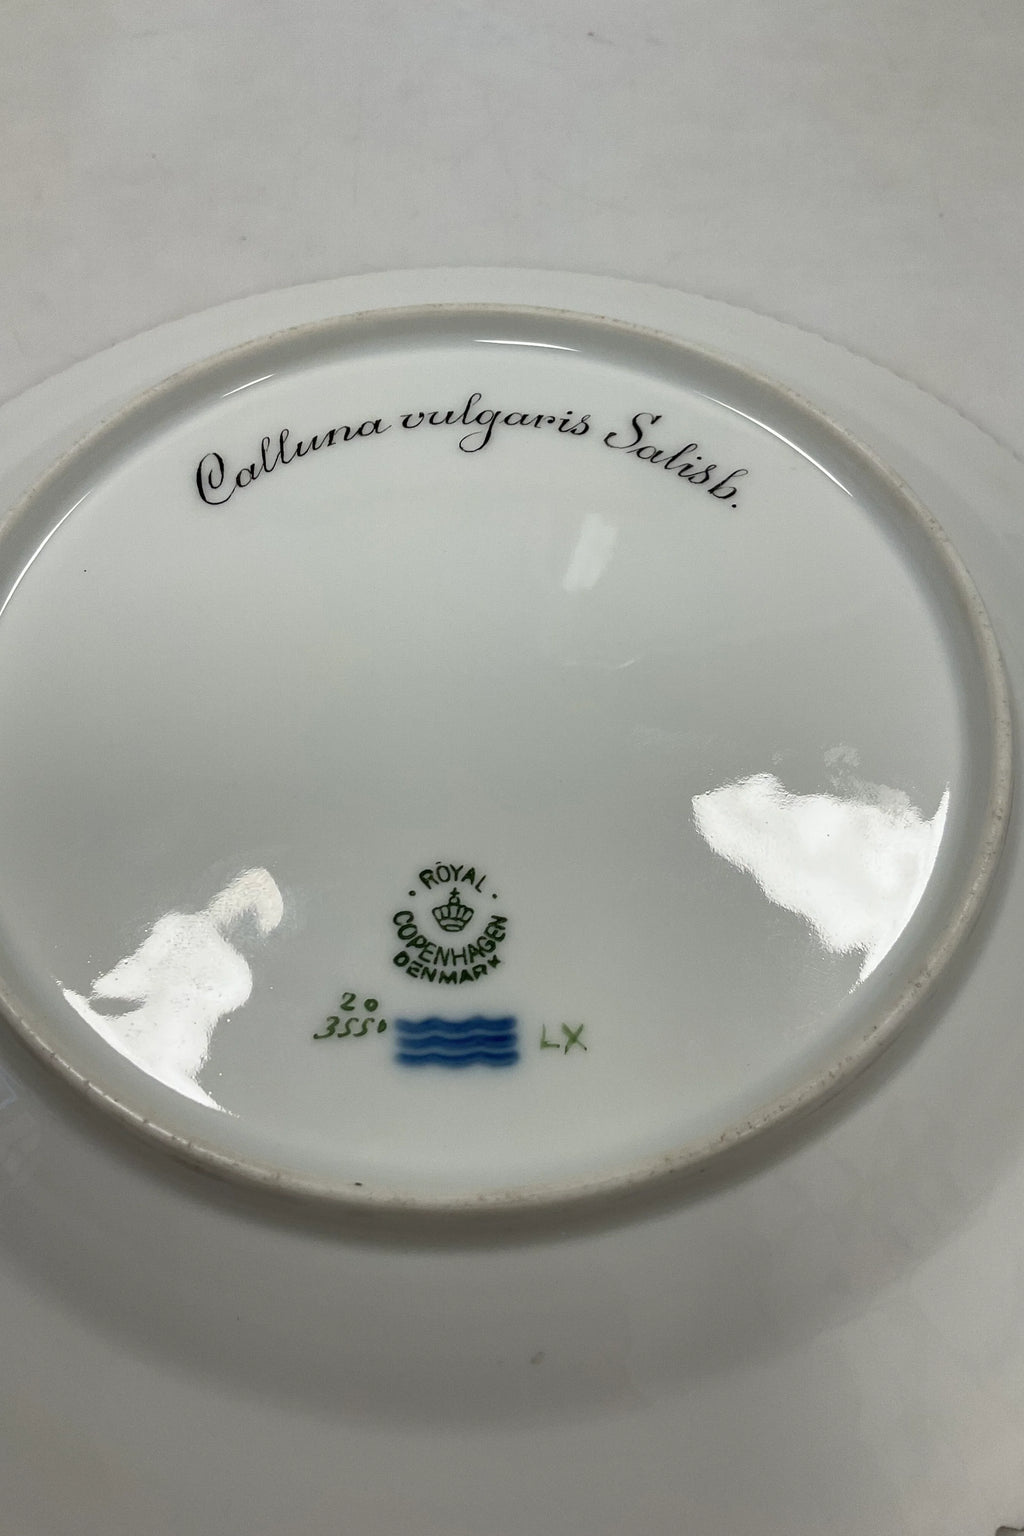 Calluna vulgaris Salisb.
ROYAL
COPENHAGEN
DENMARK
20
3550
LX